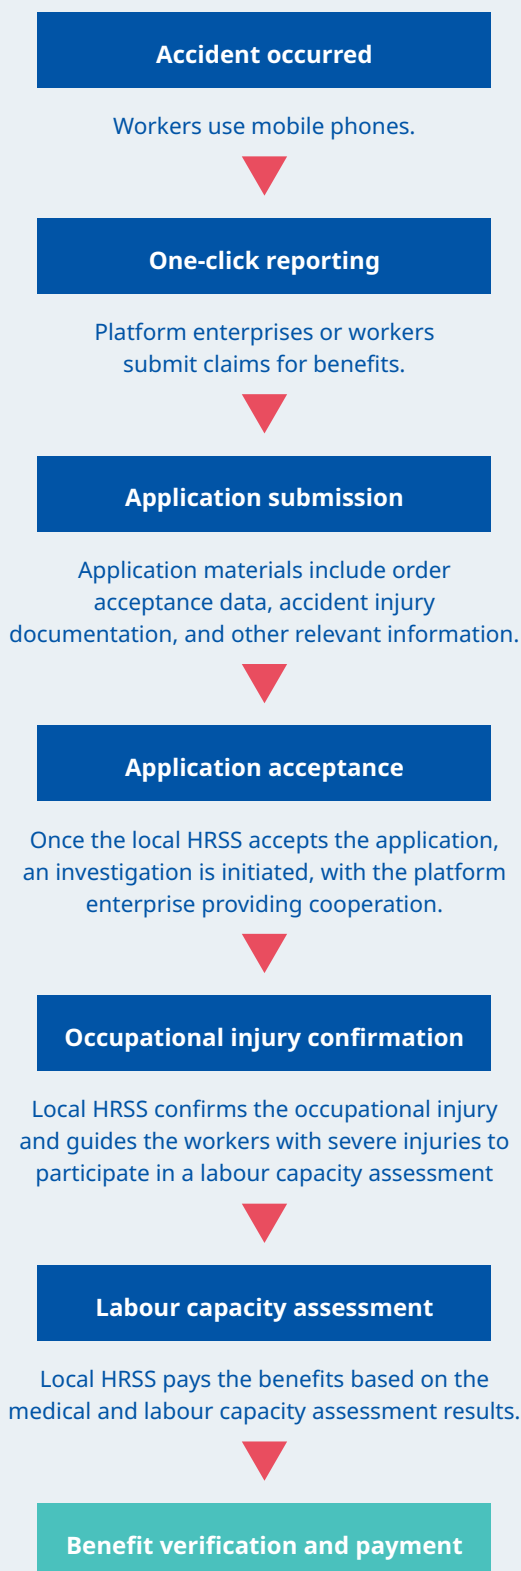 Accident occurred
Workers use mobile phones.
One-click reporting
Platform enterprises or workers
submit claims for benefits.
Application submission
Application materials include order
acceptance data, accident injury
documentation, and other relevant information.
Application acceptance
Once the local HRSS accepts the application,
an investigation is initiated, with the platform
enterprise providing cooperation.
Occupational injury confirmation
Local HRSS confirms the occupational injury
and guides the workers with severe injuries to
participate in a labour capacity assessment
Labour capacity assessment
Local HRSS pays the benefits based on the
medical and labour capacity assessment results.
Benefit verification and payment